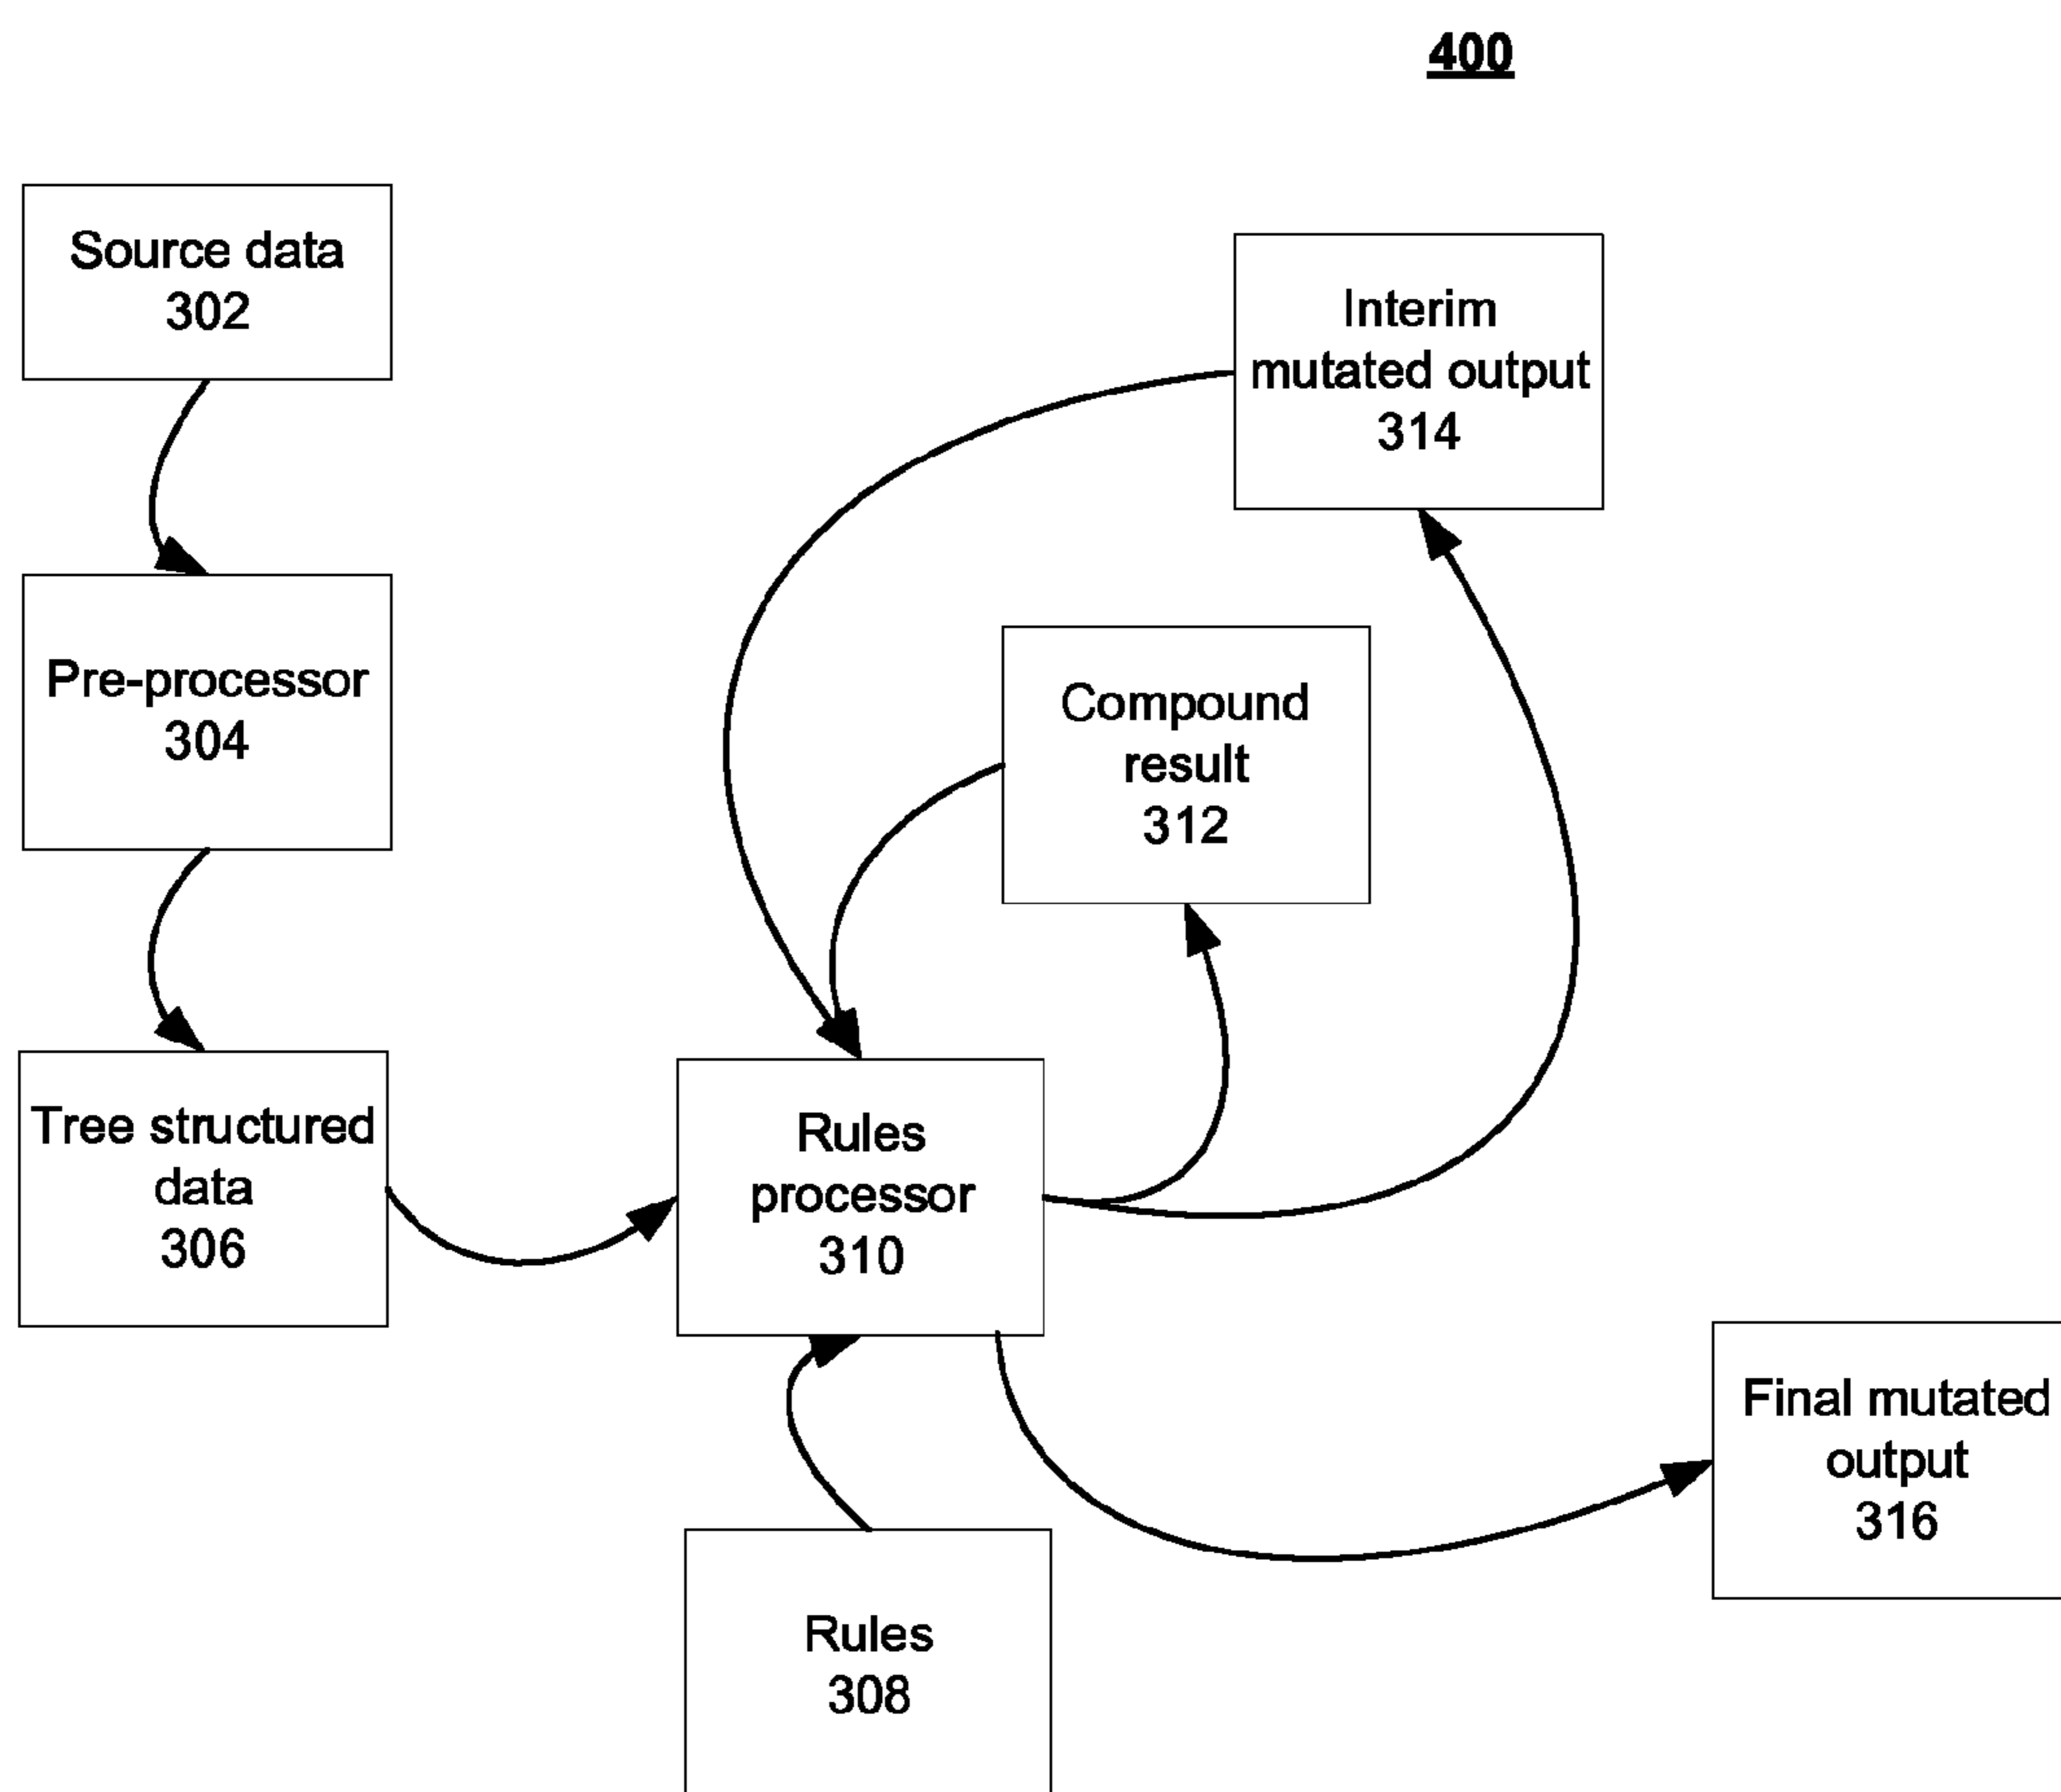 400
Source data
302
Interim
mutated output
314
Pre-processor
304
Compound
result
312
Tree structured
data
306
Rules
processor
310
Final mutated
output
316
Rules
308